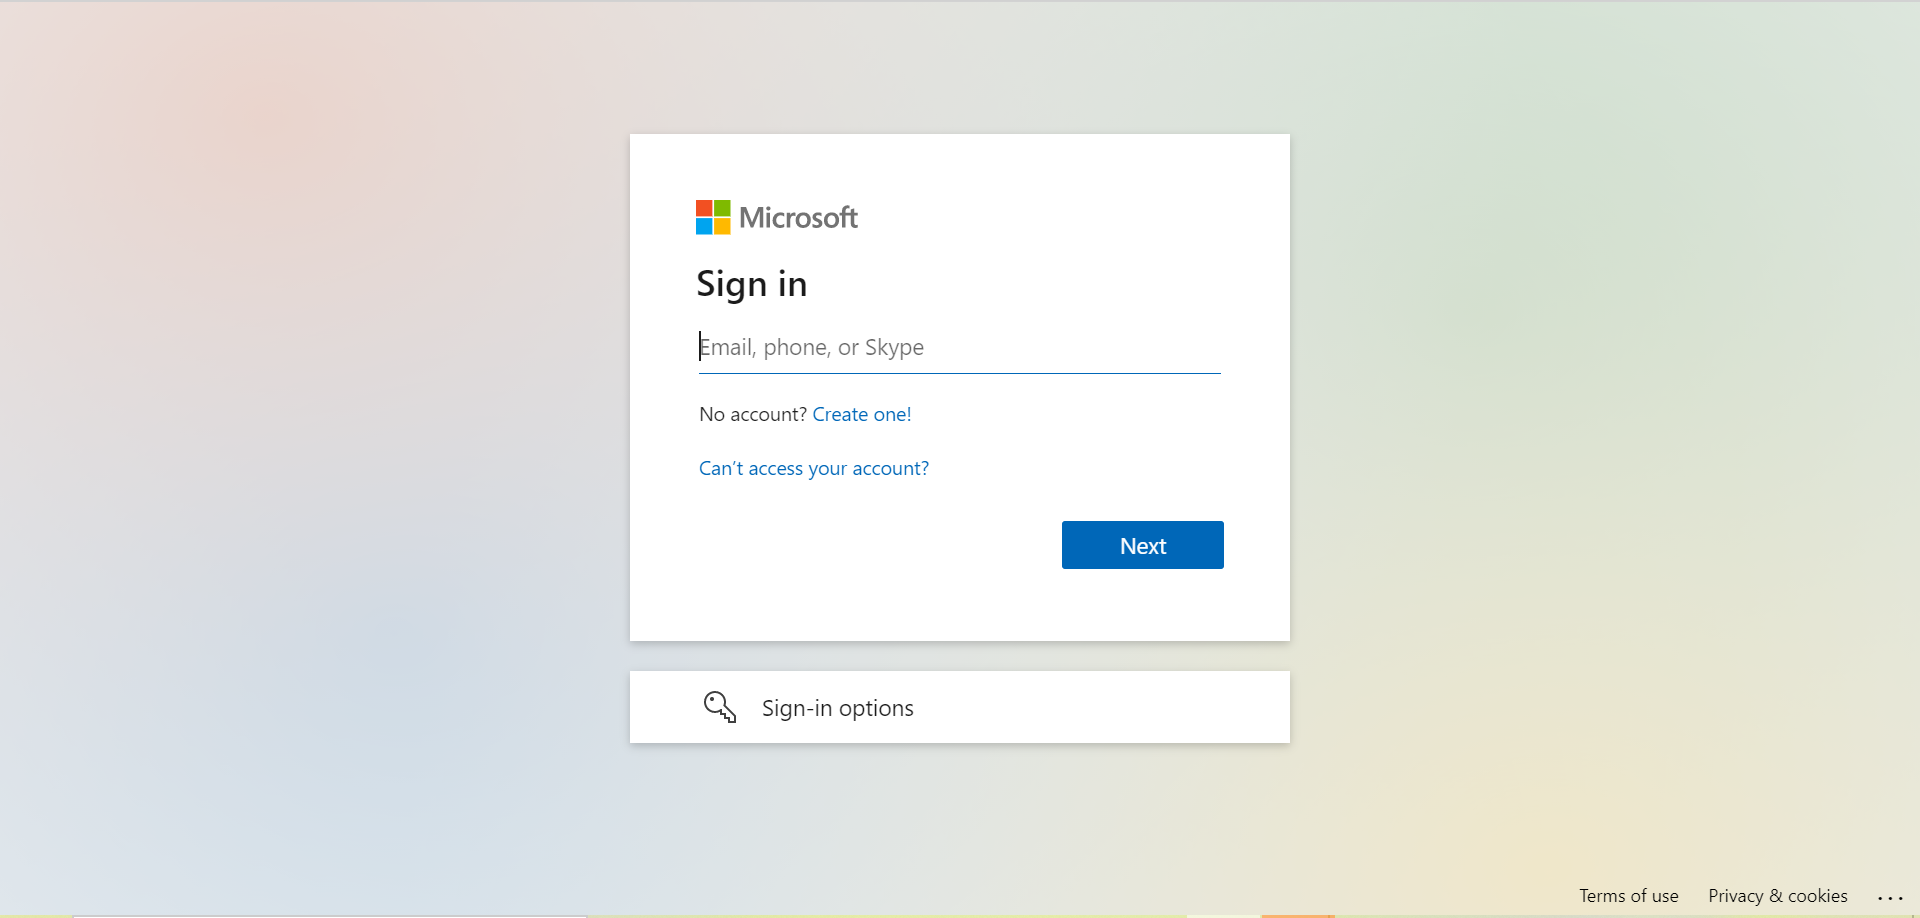 Microsoft
Sign in
Email, phone, or Skype
No account? Create one!
Can't access your account?
Next
Sign-in options
Terms of use Privacy & cookies ...